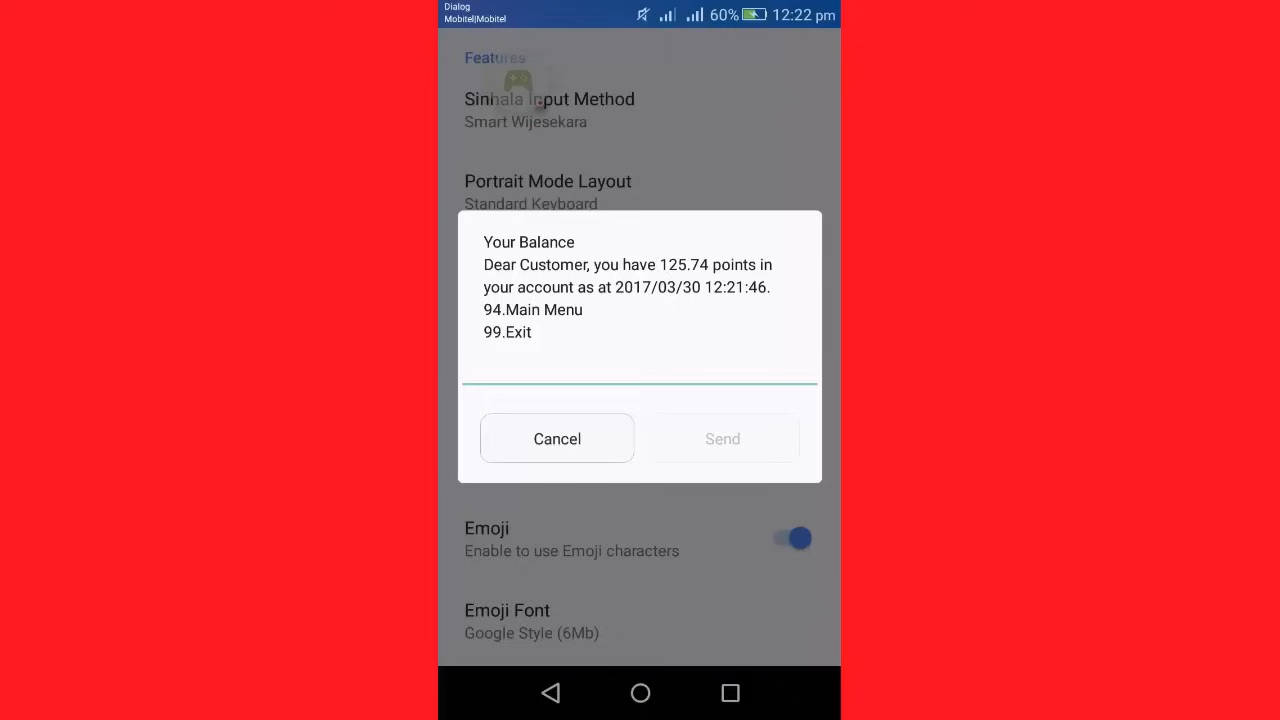 Dialog
Mobitel|Mobitel
60% 12:22 pm
Features
Sinhala Input Method
Smart Wijesekara
Portrait Mode Layout
Standard Keyboard
Your Balance
Dear Customer, you have 125.74 points in
your account as at 2017/03/30 12:21:46.
94.Main Menu
99.Exit
Cancel Send
Emoji
Enable to use Emoji characters
Emoji Font
Google Style (6Mb)